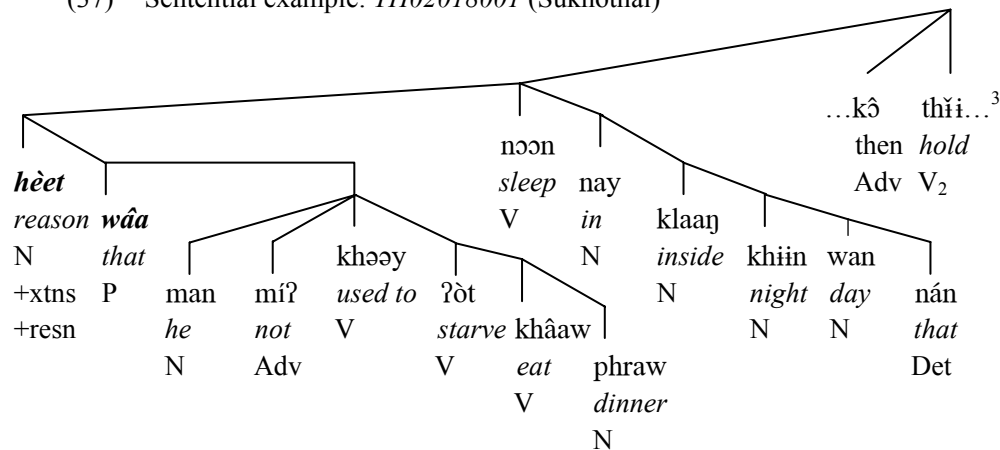 (37) Sentential example: TH02018001 (Sukhothai)
…kɔ̂ thɨ̌ɨ…3
then hold
Adv V2
nɔɔn
sleep
V
nay
in
N
klaaŋ
inside
N
khɨɨn
night
N
wan
day
N
nán
that
Det
hèet
reason
N
+xtns
+resn
wâa
that
P
man
he
N
míʔ
not
Adv
khəəy
used to
V
ʔòt
starve
V
khâaw
eat
V
phraw
dinner
N